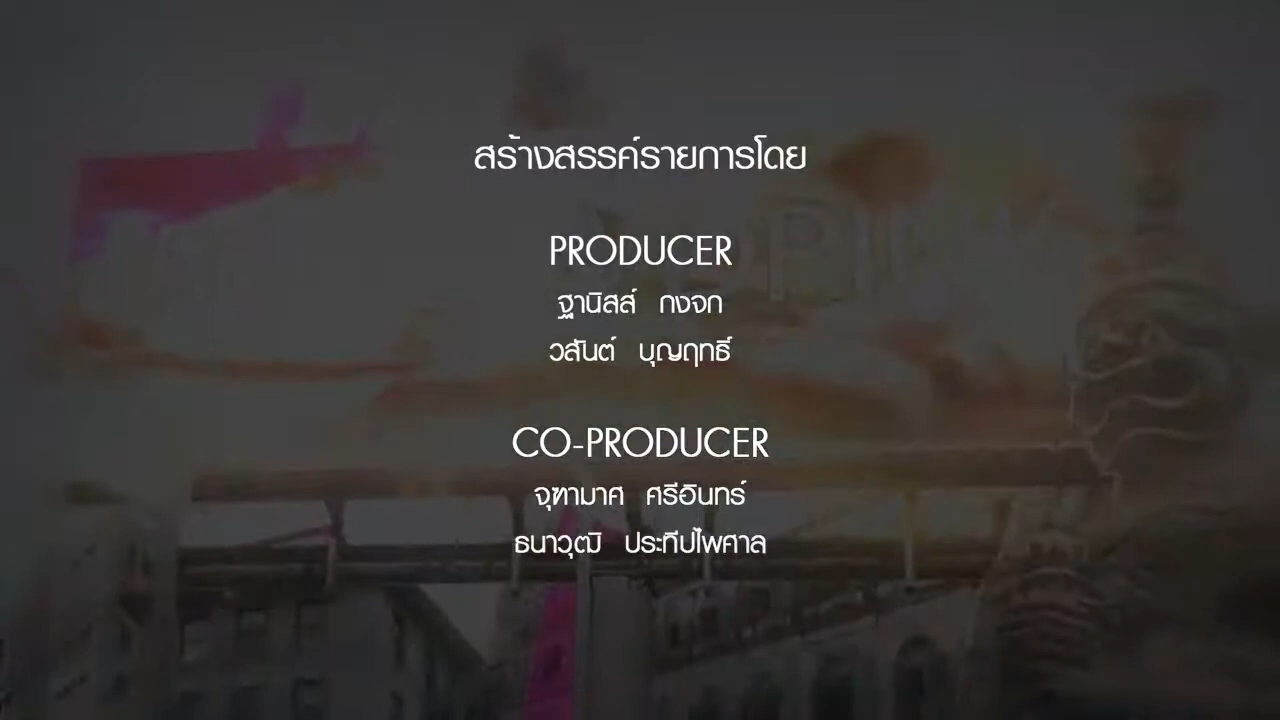 สร้างสรรค์รายการโดย
PRODUCER
ฐานิสส์ กงจก
วสันต์ บุญฤทธิ์
CO-PRODUCER
จุฑามาศ ศรีอินทร์
ธนาวุฒิ ประทีปไพศาล